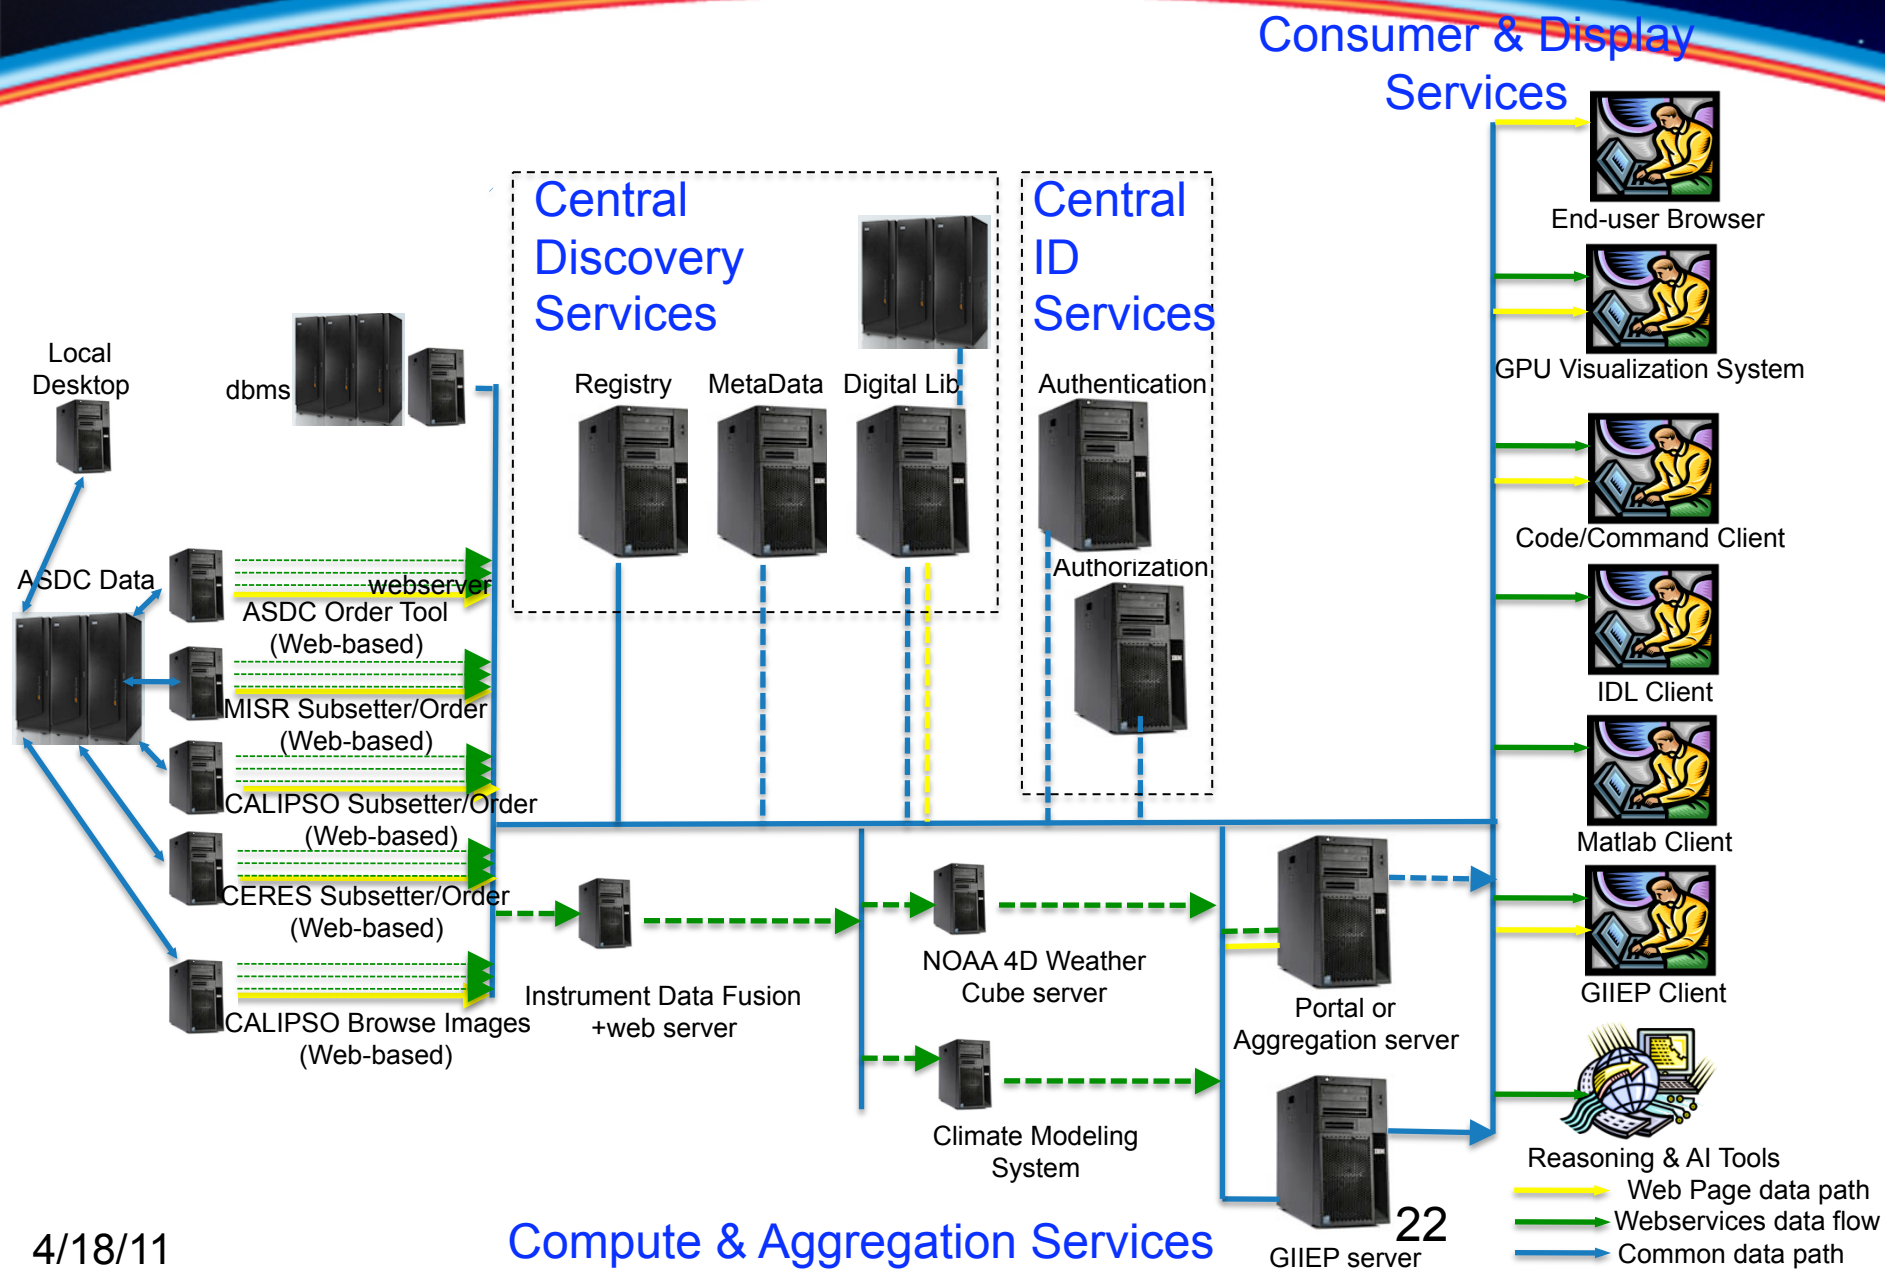 Consumer & Display
Services
End-user Browser
GPU Visualization System
Code/Command Client
IDL Client
Matlab Client
GIIEP Client
Reasoning & AI Tools
Web Page data path
Webservices data flow
Common data path
Central
Discovery
Services
Registry
MetaData
Digital Lib
Central
ID
Services
Authentication
Authorization
Local
Desktop
dbms
ASDC Data
webserver
ASDC Order Tool
(Web-based)
MISR Subsetter/Order
(Web-based)
CALIPSO Subsetter/Order
(Web-based)
CERES Subsetter/Order
(Web-based)
CALIPSO Browse Images
(Web-based)
Instrument Data Fusion
+web server
NOAA 4D Weather
Cube server
Climate Modeling
System
Portal or
Aggregation server
GIIEP server
Compute & Aggregation Services
4/18/11
22